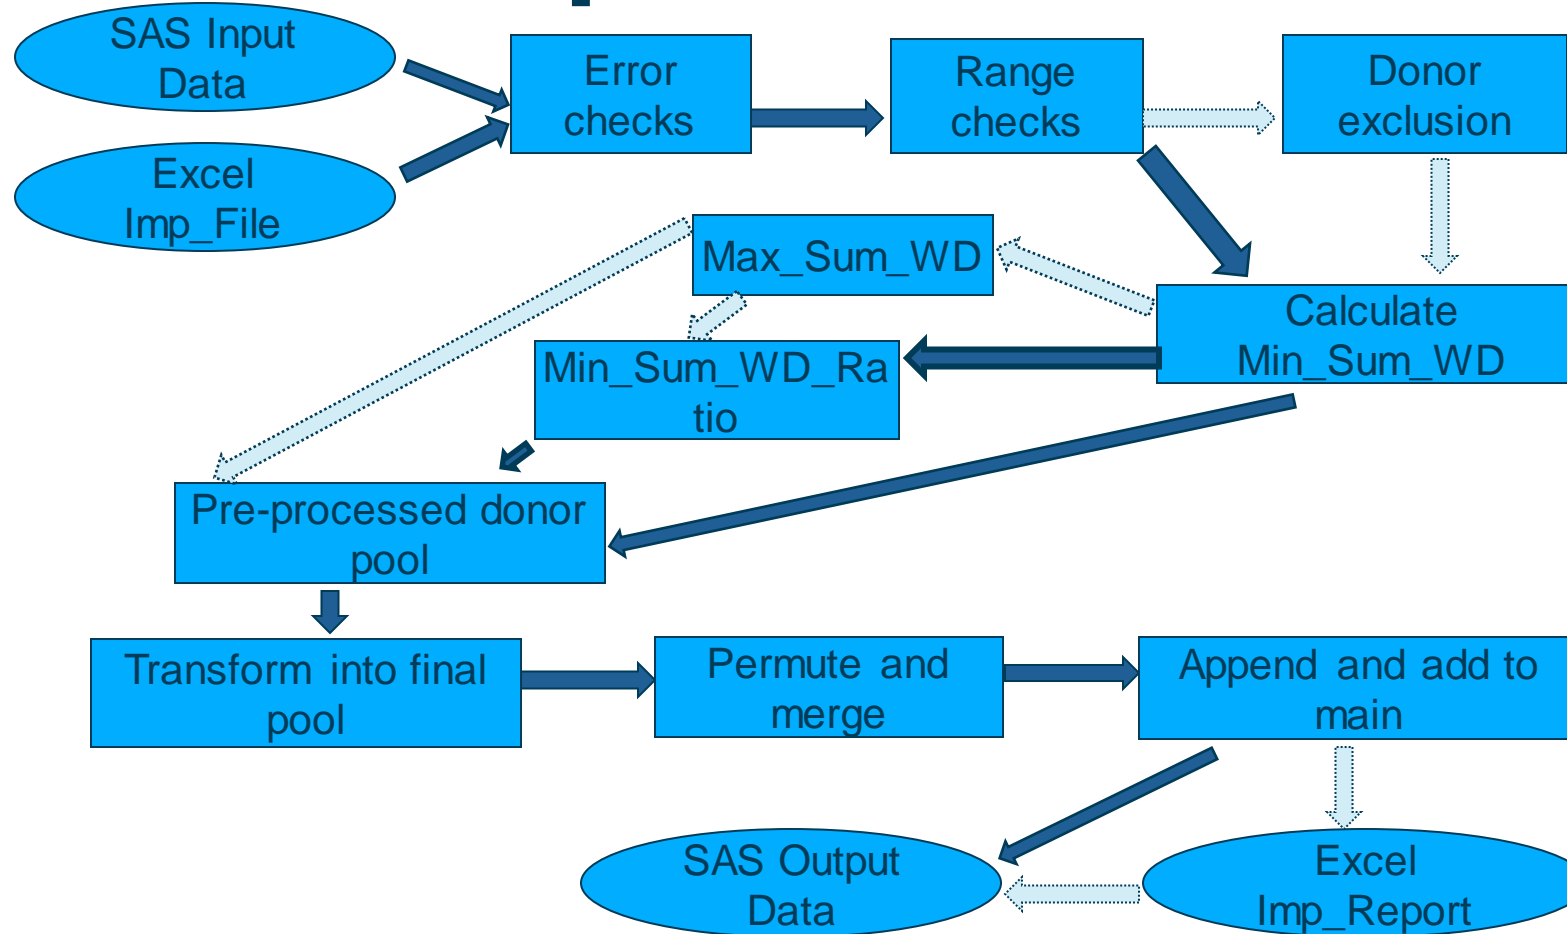 SAS Input
Data
Error
checks
Range
checks
Donor
exclusion
Excel
Imp_File
Max_Sum_WD
Calculate
Min_Sum_WD
Min_Sum_WD_Ra
tio
Pre-processed donor
pool
Transform into final
pool
Permute and
merge
Append and add to
main
SAS Output
Data
Excel
Imp_Report